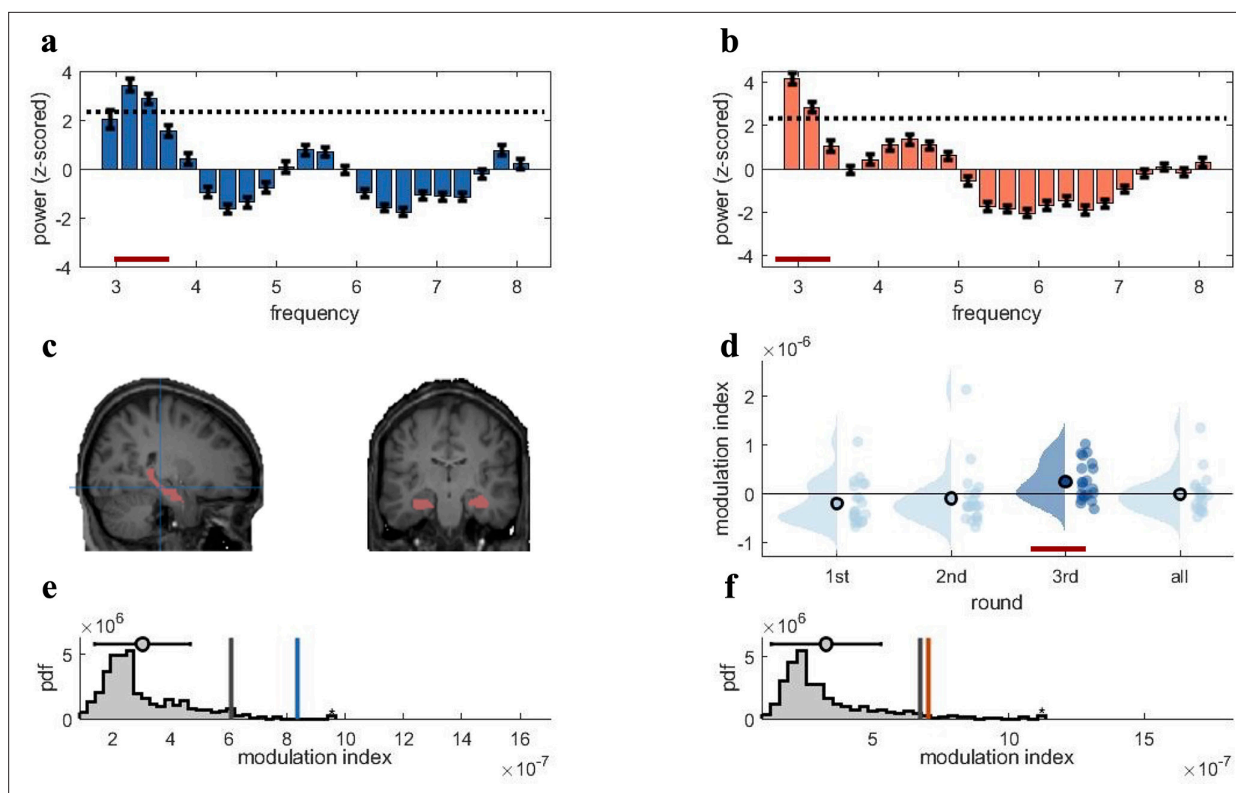 a
4
2
0
-2
-4
power (z-scored)
3 4 5 6 7 8
frequency
b
4
2
0
-2
-4
power (z-scored)
3 4 5 6 7 8
frequency
c
d
×10⁻⁶
2
1
0
-1
modulation index
1st 2nd 3rd all
round
e
×10⁶
5
0
pdf
*
2 4 6 8 10 12 14 16
modulation index
×10⁻⁷
f
×10⁶
5
0
pdf
*
5 10 15
modulation index
×10⁻⁷